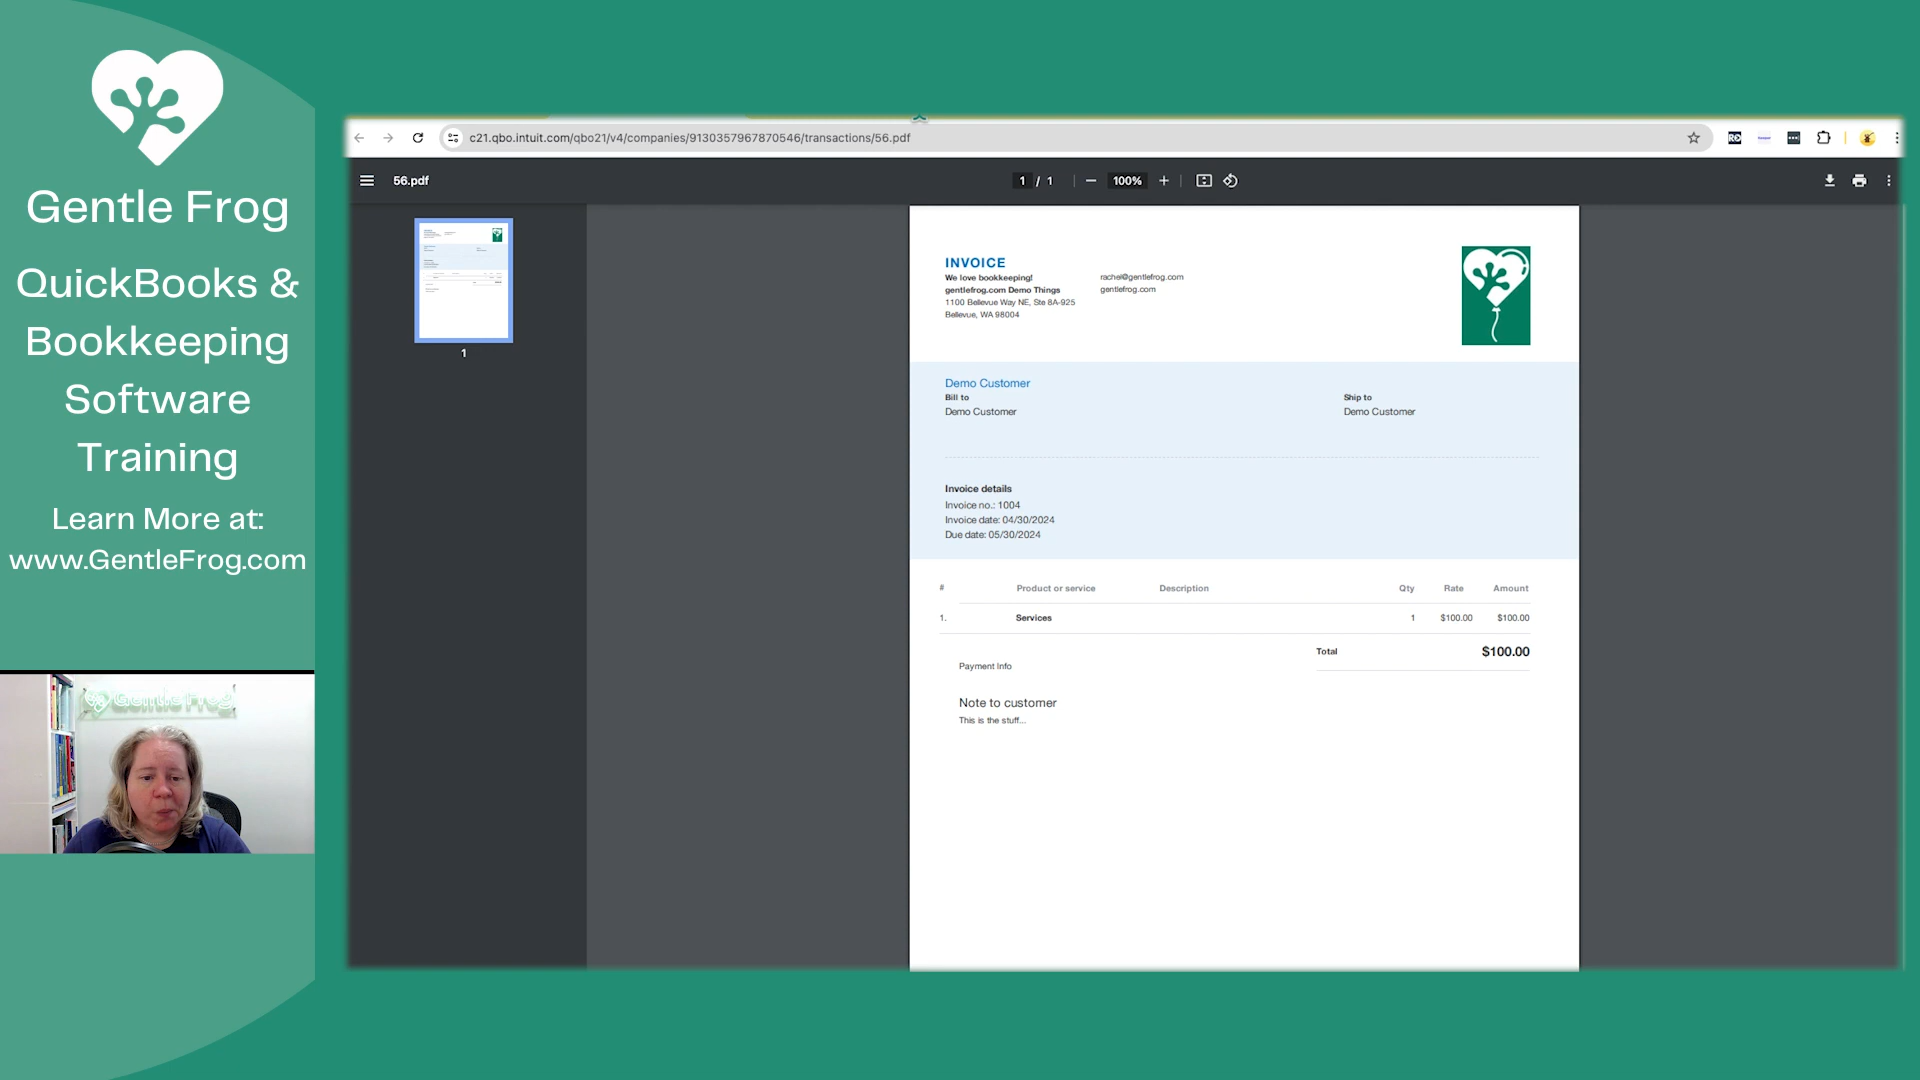 Gentle Frog
QuickBooks &
Bookkeeping
Software
Training
Learn More at:
www.GentleFrog.com
Gentle Frog
c21.qbo.intuit.com/qbo21/v4/companies/9130357967870546/transactions/56.pdf
56.pdf
1 / 1
100%
1
INVOICE
We love bookkeeping!
gentlefrog.com Demo Things
1100 Bellevue Way NE, Ste 8A-925
Bellevue, WA 98004
rachel@gentlefrog.com
gentlefrog.com
Demo Customer
Bill to
Demo Customer
Ship to
Demo Customer
Invoice details
Invoice no.: 1004
Invoice date: 04/30/2024
Due date: 05/30/2024
# Product or service Description Qty Rate Amount
1. Services 1 $100.00 $100.00
Total $100.00
Payment Info
Note to customer
This is the stuff...